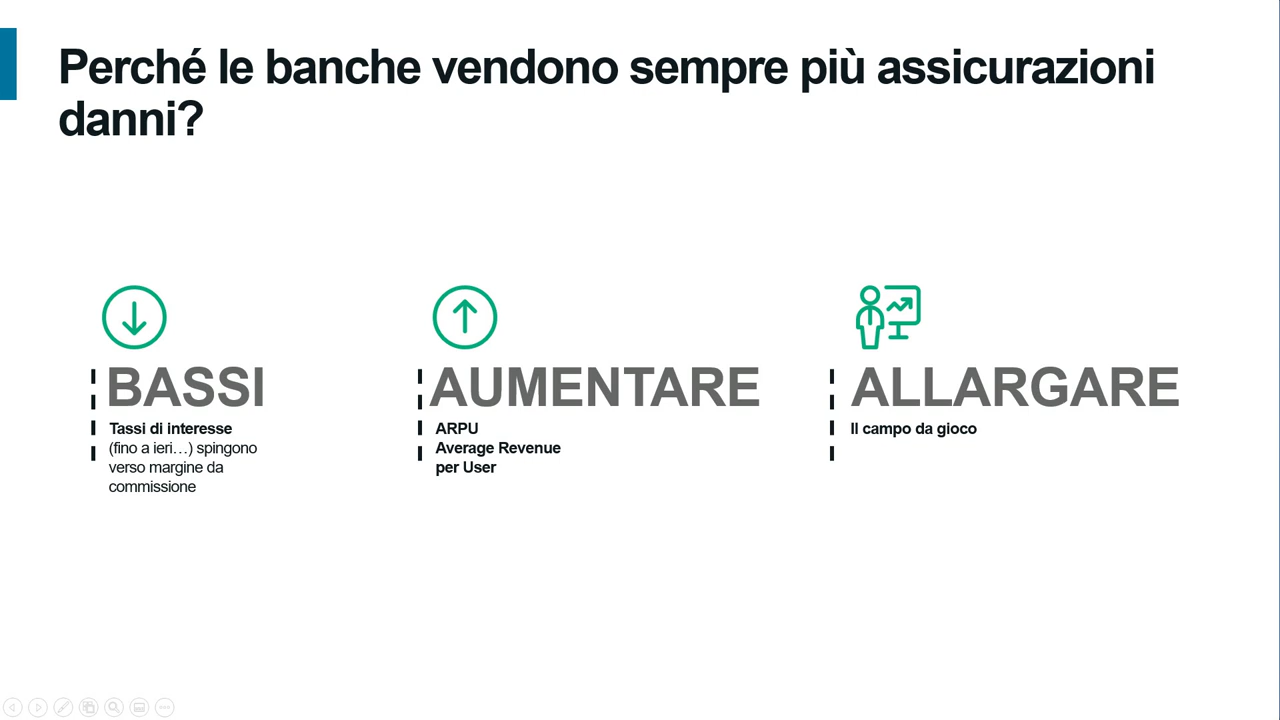 Perché le banche vendono sempre più assicurazioni
danni?
BASSI
Tassi di interesse
(fino a ieri…) spingono
verso margine da
commissione
AUMENTARE
ARPU
Average Revenue
per User
ALLARGARE
Il campo da gioco